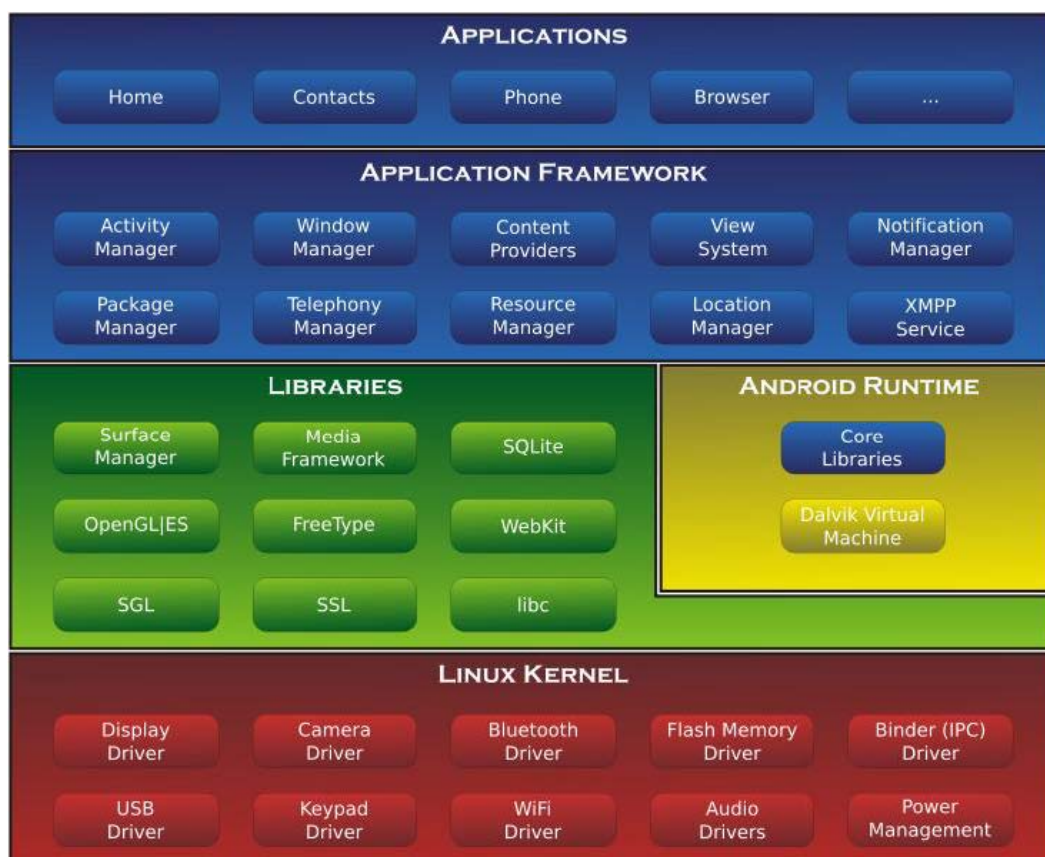 APPLICATIONS
Home
Contacts
Phone
Browser
...
APPLICATION FRAMEWORK
Activity
Manager
Window
Manager
Content
Providers
View
System
Notification
Manager
Package
Manager
Telephony
Manager
Resource
Manager
Location
Manager
XMPP
Service
LIBRARIES
Surface
Manager
Media
Framework
SQLite
OpenGL|ES
FreeType
WebKit
SGL
SSL
libc
ANDROID RUNTIME
Core
Libraries
Dalvik Virtual
Machine
LINUX KERNEL
Display
Driver
Camera
Driver
Bluetooth
Driver
Flash Memory
Driver
Binder (IPC)
Driver
USB
Driver
Keypad
Driver
WiFi
Driver
Audio
Drivers
Power
Management